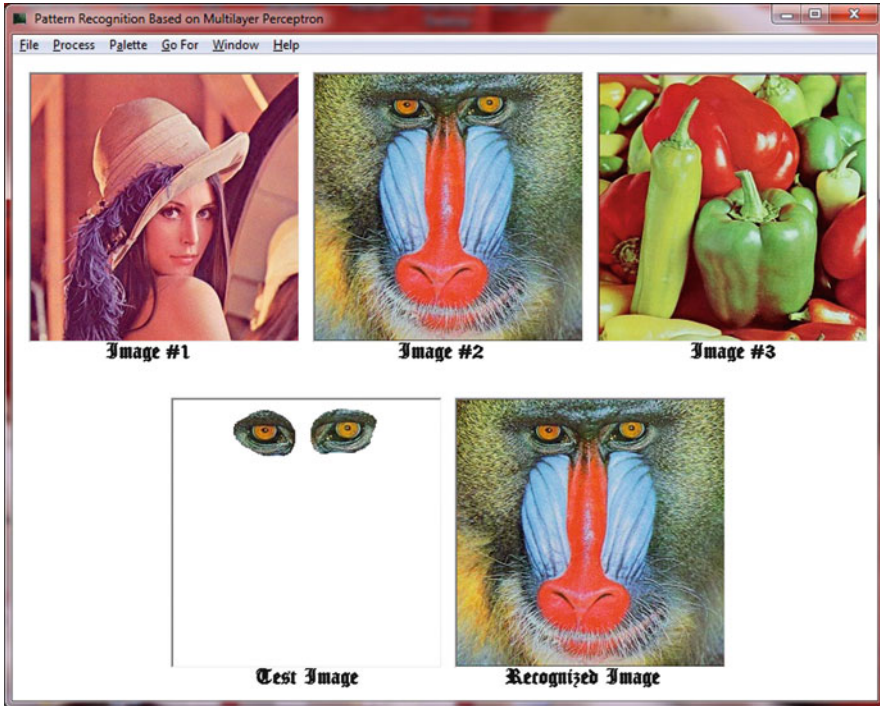 Pattern Recognition Based on Multilayer Perceptron
File Process Palette Go For Window Help
Image #1 Image #2 Image #3
Test Image Recognized Image